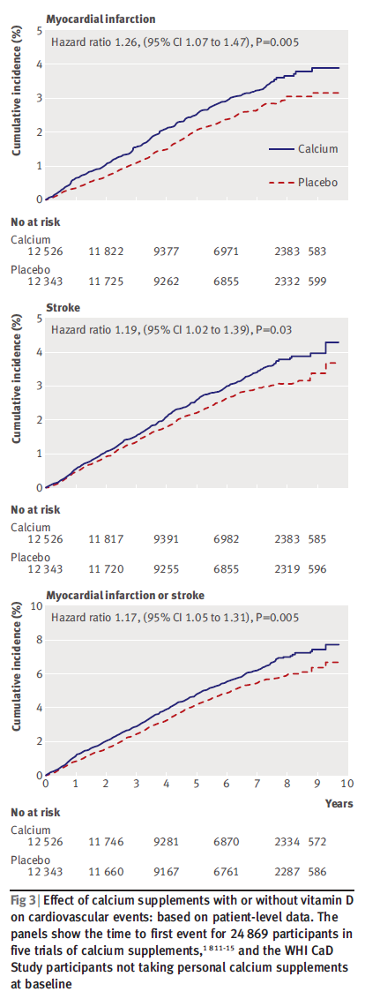 Myocardial infarction
Cumulative incidence (%)
5
4
3
2
1
0
Hazard ratio 1.26, (95% CI 1.07 to 1.47), P=0.005
Calcium
Placebo
No at risk
Calcium
12 526 11 822 9377 6971 2383 583
Placebo
12 343 11 725 9262 6855 2332 599
Stroke
Cumulative incidence (%)
5
4
3
2
1
0
Hazard ratio 1.19, (95% CI 1.02 to 1.39), P=0.03
No at risk
Calcium
12 526 11 817 9391 6982 2383 585
Placebo
12 343 11 720 9255 6855 2319 596
Myocardial infarction or stroke
Cumulative incidence (%)
10
8
6
4
2
0
Hazard ratio 1.17, (95% CI 1.05 to 1.31), P=0.005
0 1 2 3 4 5 6 7 8 9 10
Years
No at risk
Calcium
12 526 11 746 9281 6870 2334 572
Placebo
12 343 11 660 9167 6761 2287 586
Fig 3| Effect of calcium supplements with or without vitamin D
on cardiovascular events: based on patient-level data. The
panels show the time to first event for 24 869 participants in
five trials of calcium supplements,1 8 11-15 and the WHI CaD
Study participants not taking personal calcium supplements
at baseline